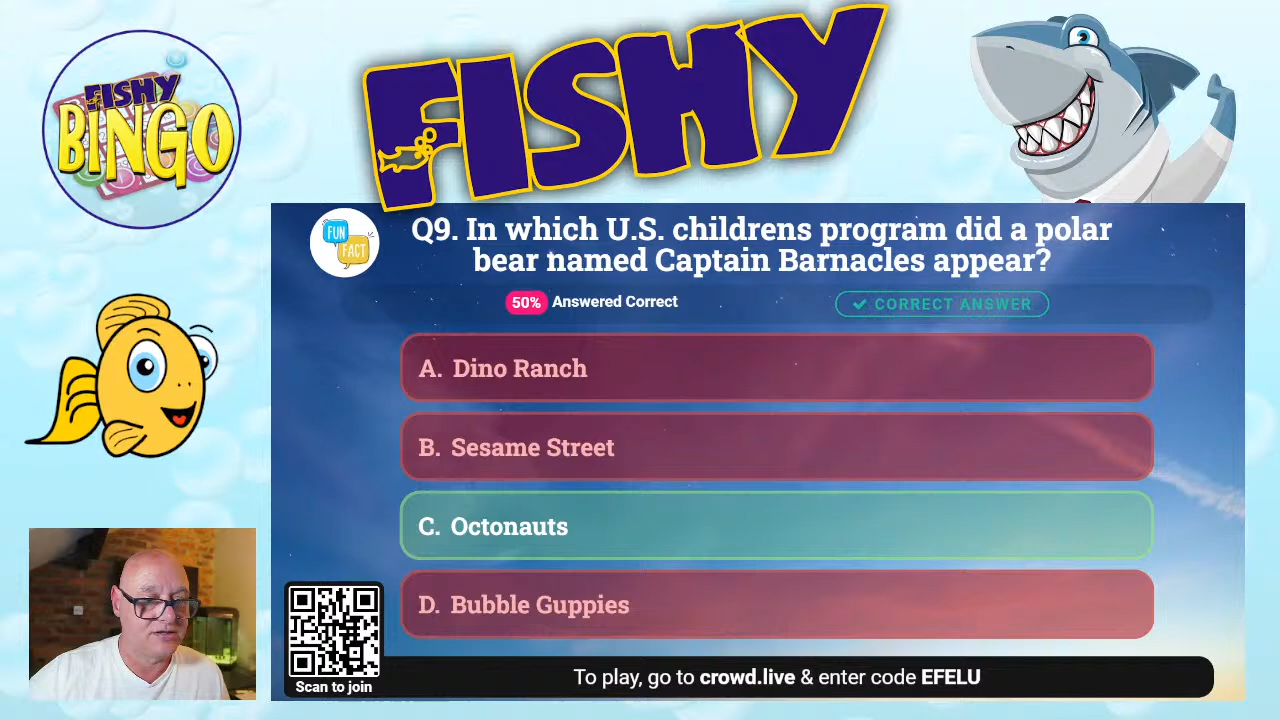 FISHY
BINGO
FISHY
FUN
FACT
Q9. In which U.S. childrens program did a polar
bear named Captain Barnacles appear?
50% Answered Correct
CORRECT ANSWER
A. Dino Ranch
B. Sesame Street
C. Octonauts
D. Bubble Guppies
Scan to join
To play, go to crowd.live & enter code EFELU